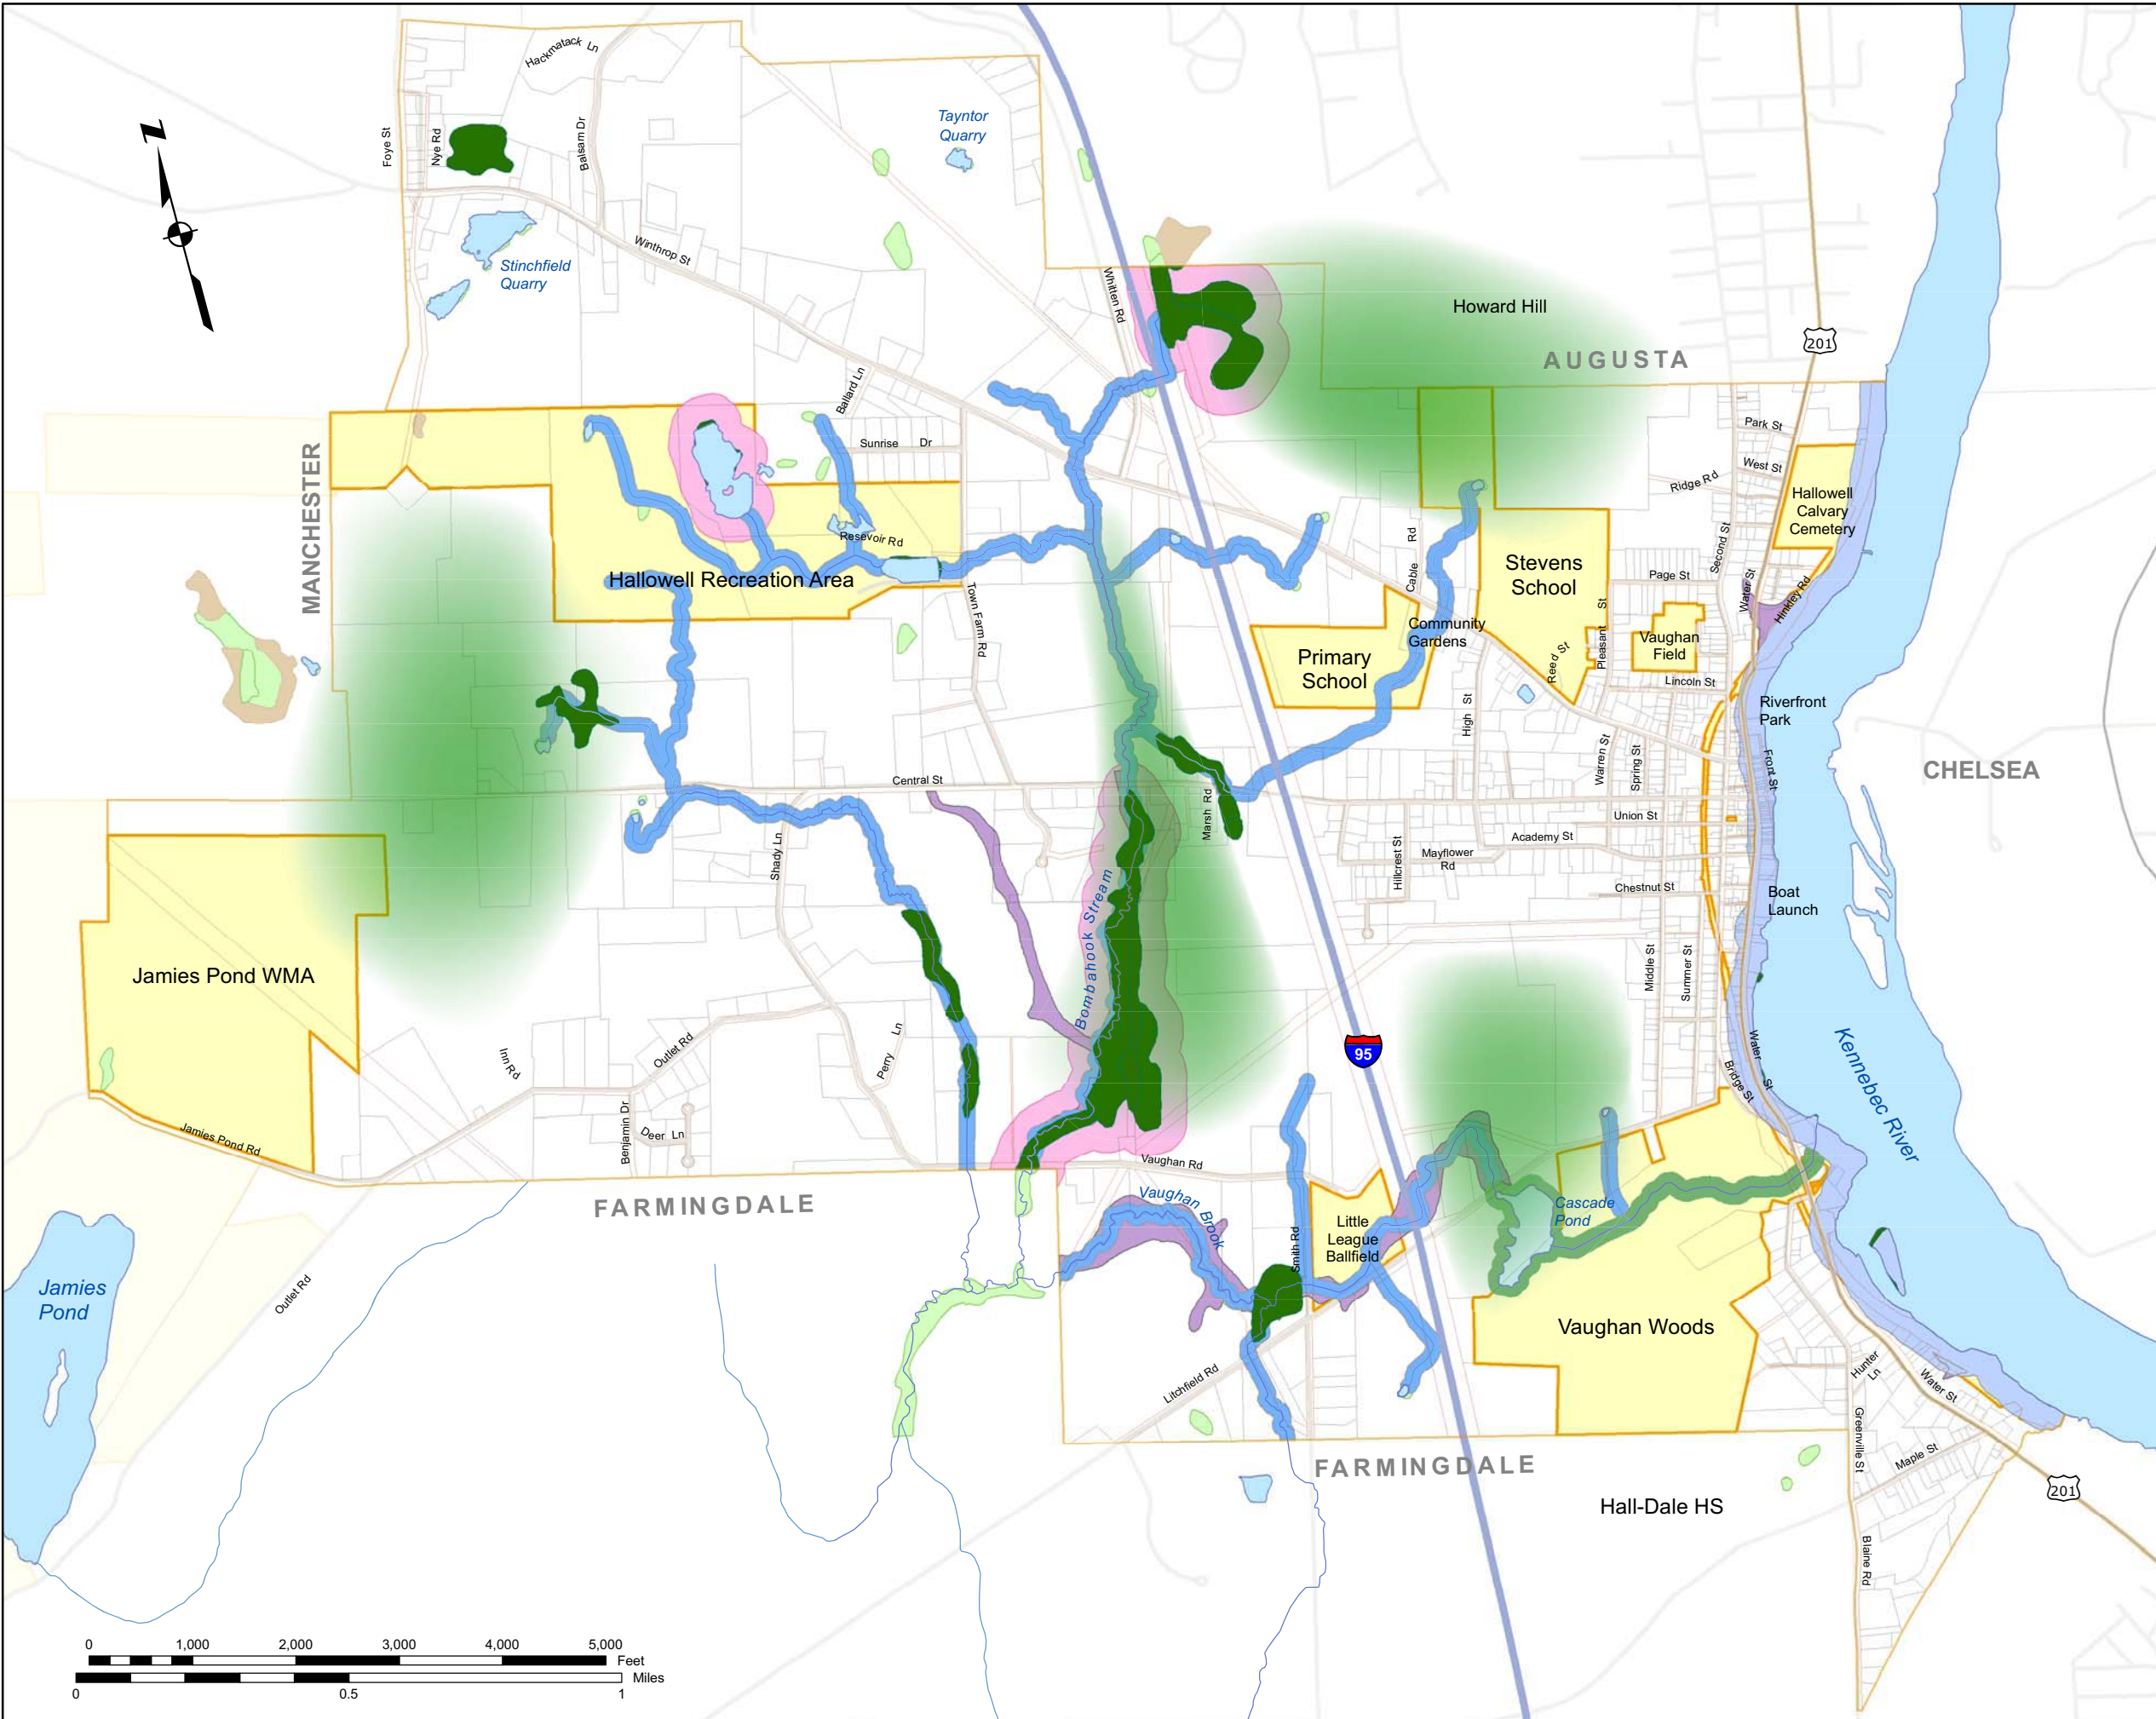 Hackmatack Ln
Foye St
Nye Rd
Balsam Dr
Tayntor
Quarry
N
Stinchfield
Quarry
Winthrop St
Whitten Rd
Howard Hill
AUGUSTA
201
Ballard Ln
Sunrise Dr
Park St
West St
Ridge Rd
Hallowell
Calvary
Cemetery
MANCHESTER
Resevoir Rd
Hallowell Recreation Area
Town Farm Rd
Cable Rd
Stevens
School
Second St
Page St
Water St
Hinkley Rd
Community
Gardens
Primary
School
Reed St
Pleasant St
Vaughan
Field
Lincoln St
High St
Riverfront
Park
Warren St
Spring St
Front St
CHELSEA
Central St
Marsh Rd
Union St
Shady Ln
Hillcrest St
Mayflower
Rd
Academy St
Chestnut St
Boat
Launch
Bombahook Stream
Middle St
Summer St
Jamies Pond WMA
Inn Rd
Outlet Rd
Perry Ln
95
Water St
Bridge St
Kennebec River
Benjamin Dr
Deer Ln
Jamies Pond Rd
Vaughan Rd
FARMINGDALE
Vaughan Brook
Smith Rd
Little
League
Ballfield
Cascade
Pond
Jamies
Pond
Outlet Rd
Vaughan Woods
Litchfield Rd
Hunter
Ln
Water St
Greenville St
Maple St
FARMINGDALE
201
Hall-Dale HS
Blaine Rd
0 1,000 2,000 3,000 4,000 5,000
Feet
Miles
0 0.5 1